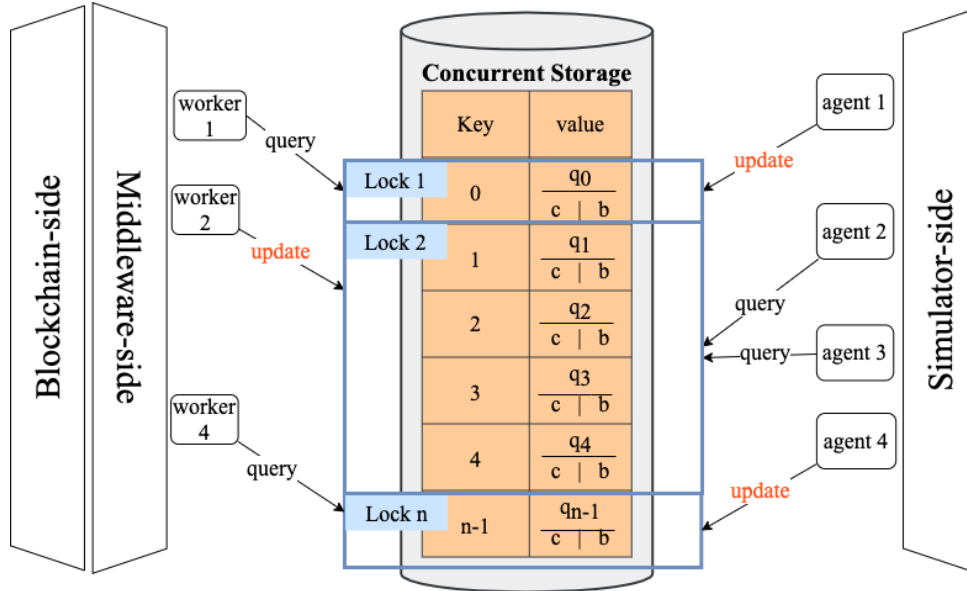 Blockchain-side
Middleware-side
worker
1
query
worker
2
update
worker
4
query
Concurrent Storage
Key value
Lock 1
0 q0
c | b
Lock 2
1 q1
c | b
2 q2
c | b
3 q3
c | b
4 q4
c | b
Lock n
n-1 qn-1
c | b
agent 1
update
agent 2
query
agent 3
query
agent 4
update
Simulator-side